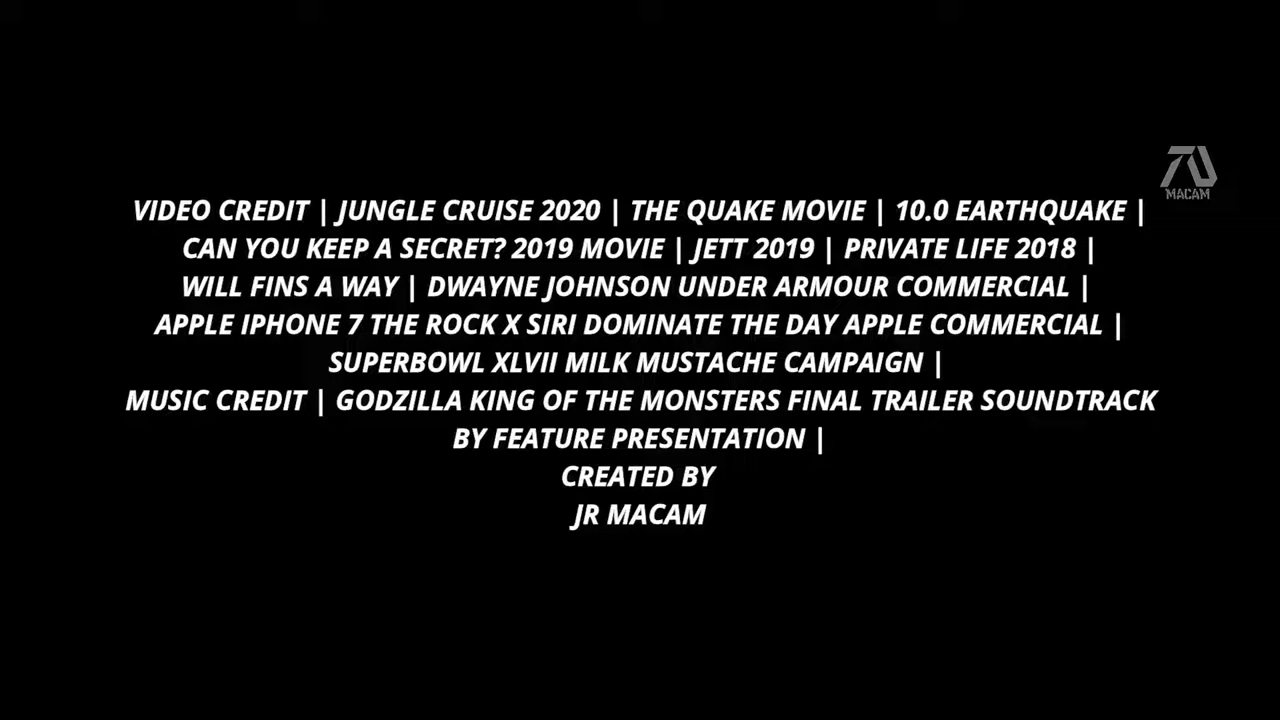 VIDEO CREDIT | JUNGLE CRUISE 2020 | THE QUAKE MOVIE | 10.0 EARTHQUAKE |
CAN YOU KEEP A SECRET? 2019 MOVIE | JETT 2019 | PRIVATE LIFE 2018 |
WILL FINS A WAY | DWAYNE JOHNSON UNDER ARMOUR COMMERCIAL |
APPLE IPHONE 7 THE ROCK X SIRI DOMINATE THE DAY APPLE COMMERCIAL |
SUPERBOWL XLVII MILK MUSTACHE CAMPAIGN |
MUSIC CREDIT | GODZILLA KING OF THE MONSTERS FINAL TRAILER SOUNDTRACK
BY FEATURE PRESENTATION |
CREATED BY
JR MACAM
MACAM